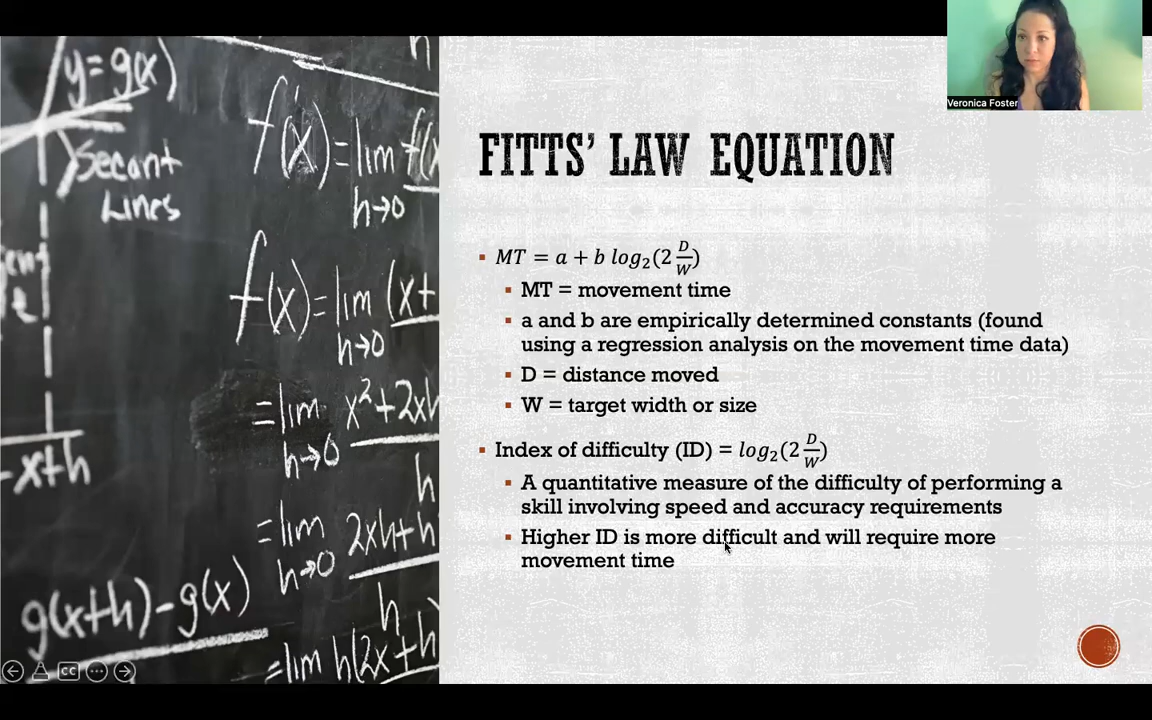 Veronica Foster
FITTS' LAW EQUATION
▪ MT = a + b log₂(2 D/W)
▪ MT = movement time
▪ a and b are empirically determined constants (found
using a regression analysis on the movement time data)
▪ D = distance moved
▪ W = target width or size
▪ Index of difficulty (ID) = log₂(2 D/W)
▪ A quantitative measure of the difficulty of performing a
skill involving speed and accuracy requirements
▪ Higher ID is more difficult and will require more
movement time
y = g(x)
Secant
Lines
f(x) = lim f(x
h→0
f(x) = lim (x+
h→0
= lim x²+2xh
h→0 h
-x+h
= lim 2xh+h
h→0 h
g(x+h)-g(x)
= lim h(2x+h
CC